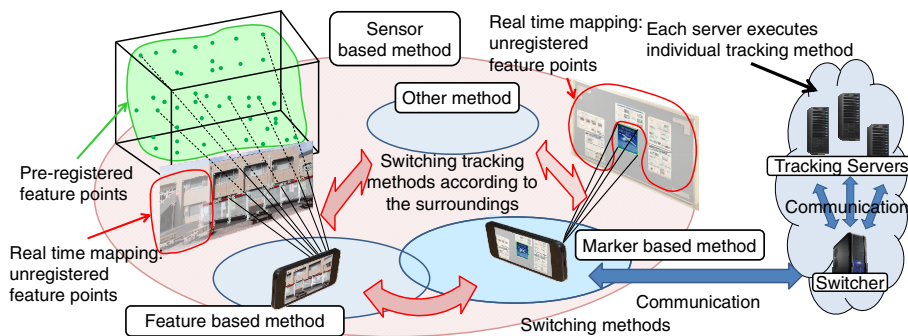 Sensor
based method
Real time mapping:
unregistered
feature points
Each server executes
individual tracking method
Other method
Tracking Servers
Pre-registered
feature points
Switching tracking
methods according to
the surroundings
Communication
Real time mapping:
unregistered
feature points
Marker based method
Switcher
Feature based method
Communication
Switching methods